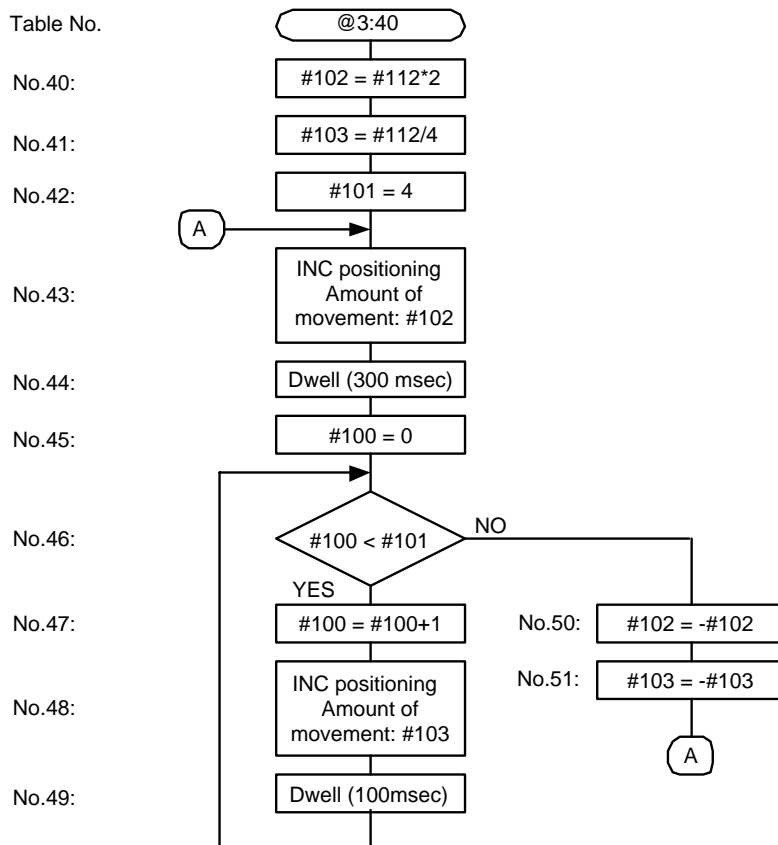 Table No.
@3:40
No.40:
#102 = #112*2
No.41:
#103 = #112/4
No.42:
#101 = 4
A
No.43:
INC positioning
Amount of
movement: #102
No.44:
Dwell (300 msec)
No.45:
#100 = 0
No.46:
#100 < #101
NO
YES
No.47:
#100 = #100+1
No.50:
#102 = -#102
No.48:
INC positioning
Amount of
movement: #103
No.51:
#103 = -#103
A
No.49:
Dwell (100msec)